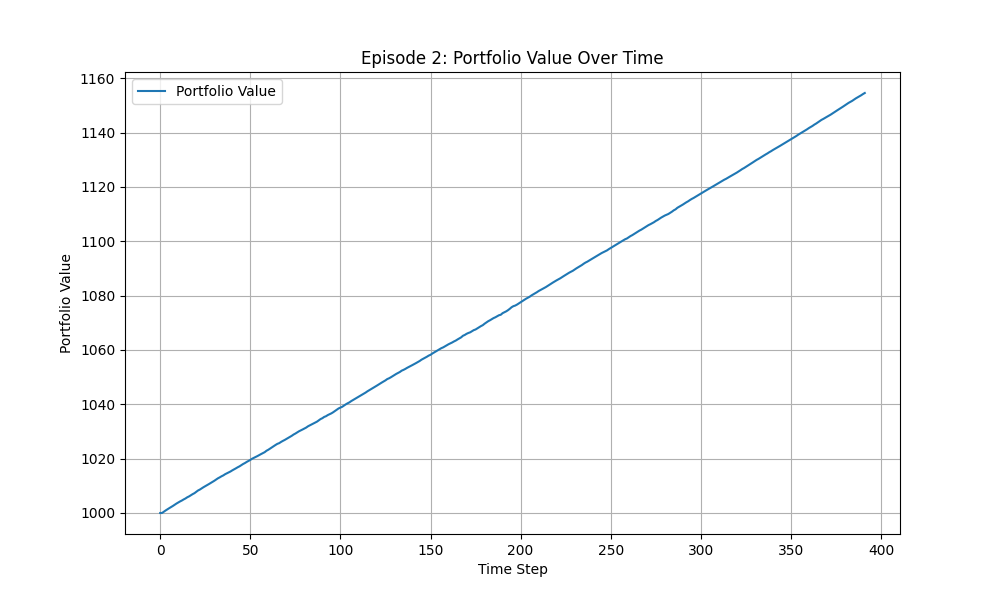 Episode 2: Portfolio Value Over Time
Portfolio Value
1160
1140
1120
1100
1080
1060
1040
1020
1000
Portfolio Value
0 50 100 150 200 250 300 350 400
Time Step